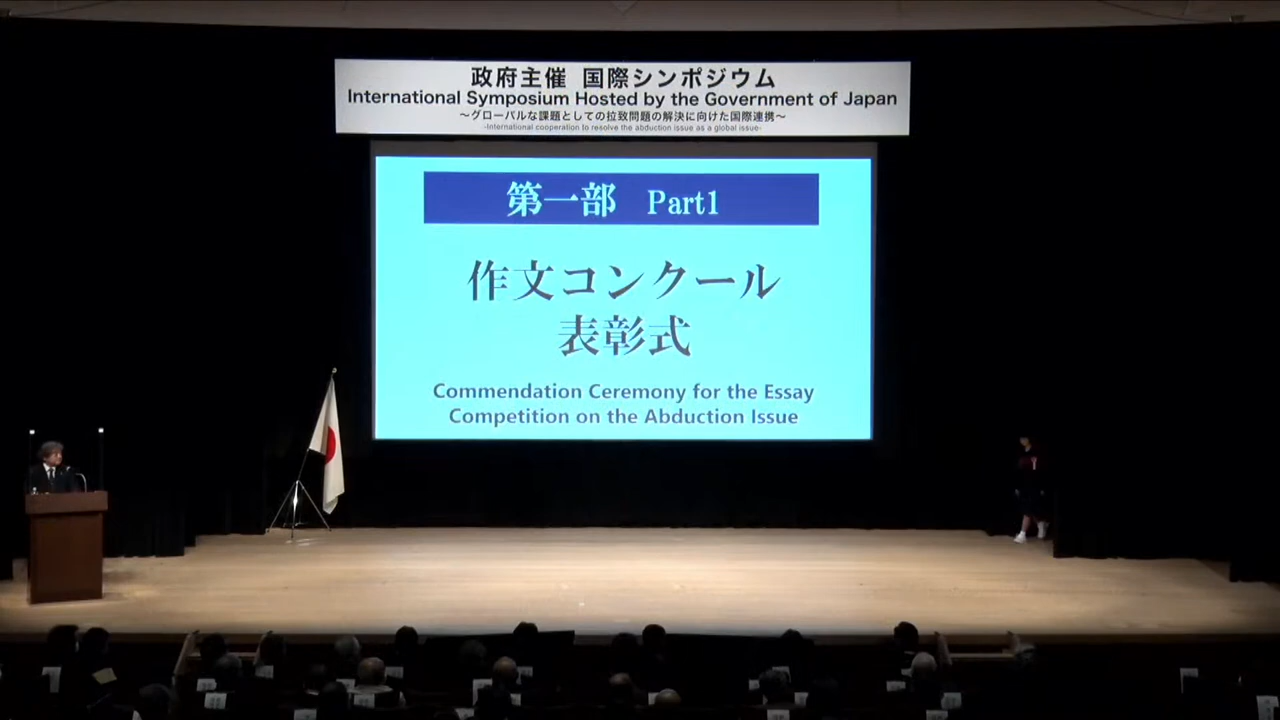 政府主催 国際シンポジウム
International Symposium Hosted by the Government of Japan
～グローバルな課題としての拉致問題の解決に向けた国際連携～
-International cooperation to resolve the abduction issue as a global issue-
第一部 Part1
作文コンクール
表彰式
Commendation Ceremony for the Essay
Competition on the Abduction Issue